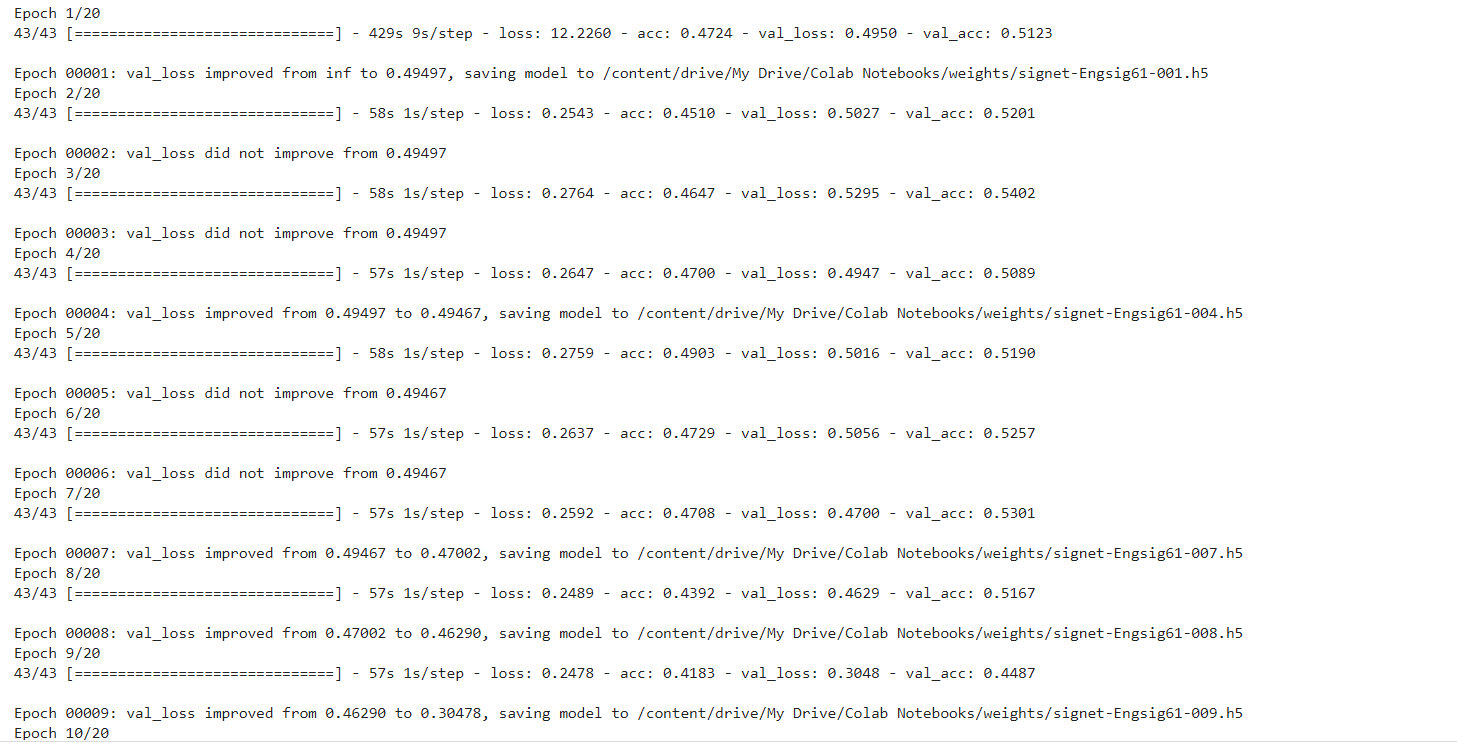 Epoch 1/20
43/43 [==============================] - 429s 9s/step - loss: 12.2260 - acc: 0.4724 - val_loss: 0.4950 - val_acc: 0.5123
Epoch 00001: val_loss improved from inf to 0.49497, saving model to /content/drive/My Drive/Colab Notebooks/weights/signet-Engsig61-001.h5
Epoch 2/20
43/43 [==============================] - 58s 1s/step - loss: 0.2543 - acc: 0.4510 - val_loss: 0.5027 - val_acc: 0.5201
Epoch 00002: val_loss did not improve from 0.49497
Epoch 3/20
43/43 [==============================] - 58s 1s/step - loss: 0.2764 - acc: 0.4647 - val_loss: 0.5295 - val_acc: 0.5402
Epoch 00003: val_loss did not improve from 0.49497
Epoch 4/20
43/43 [==============================] - 57s 1s/step - loss: 0.2647 - acc: 0.4700 - val_loss: 0.4947 - val_acc: 0.5089
Epoch 00004: val_loss improved from 0.49497 to 0.49467, saving model to /content/drive/My Drive/Colab Notebooks/weights/signet-Engsig61-004.h5
Epoch 5/20
43/43 [==============================] - 58s 1s/step - loss: 0.2759 - acc: 0.4903 - val_loss: 0.5016 - val_acc: 0.5190
Epoch 00005: val_loss did not improve from 0.49467
Epoch 6/20
43/43 [==============================] - 57s 1s/step - loss: 0.2637 - acc: 0.4729 - val_loss: 0.5056 - val_acc: 0.5257
Epoch 00006: val_loss did not improve from 0.49467
Epoch 7/20
43/43 [==============================] - 57s 1s/step - loss: 0.2592 - acc: 0.4708 - val_loss: 0.4700 - val_acc: 0.5301
Epoch 00007: val_loss improved from 0.49467 to 0.47002, saving model to /content/drive/My Drive/Colab Notebooks/weights/signet-Engsig61-007.h5
Epoch 8/20
43/43 [==============================] - 57s 1s/step - loss: 0.2489 - acc: 0.4392 - val_loss: 0.4629 - val_acc: 0.5167
Epoch 00008: val_loss improved from 0.47002 to 0.46290, saving model to /content/drive/My Drive/Colab Notebooks/weights/signet-Engsig61-008.h5
Epoch 9/20
43/43 [==============================] - 57s 1s/step - loss: 0.2478 - acc: 0.4183 - val_loss: 0.3048 - val_acc: 0.4487
Epoch 00009: val_loss improved from 0.46290 to 0.30478, saving model to /content/drive/My Drive/Colab Notebooks/weights/signet-Engsig61-009.h5
Epoch 10/20